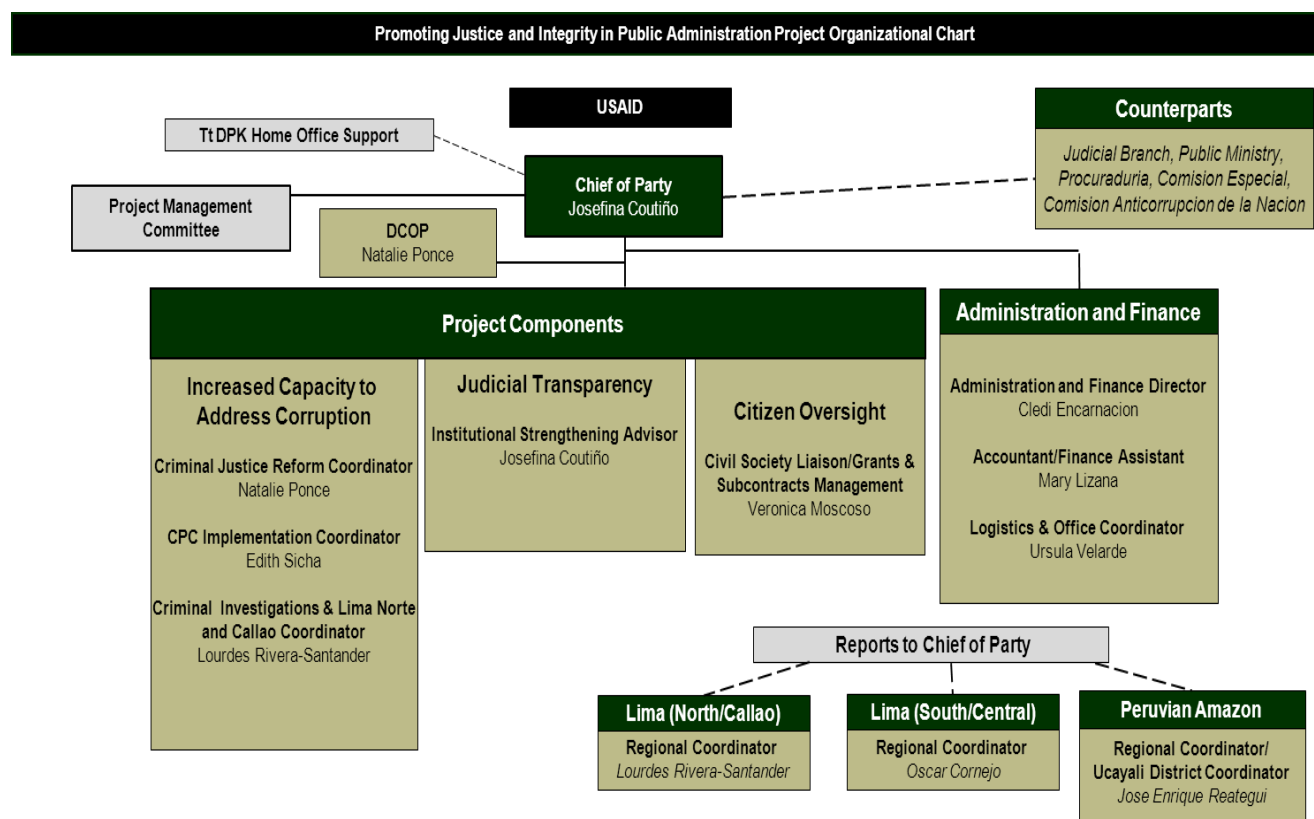 Promoting Justice and Integrity in Public Administration Project Organizational Chart
USAID
Tt DPK Home Office Support
Counterparts
Judicial Branch, Public Ministry,
Procuraduria, Comision Especial,
Comision Anticorrupcion de la Nacion
Chief of Party
Josefina Coutiño
Project Management
Committee
DCOP
Natalie Ponce
Project Components
Increased Capacity to
Address Corruption
Criminal Justice Reform Coordinator
Natalie Ponce
CPC Implementation Coordinator
Edith Sicha
Criminal Investigations & Lima Norte
and Callao Coordinator
Lourdes Rivera-Santander
Judicial Transparency
Institutional Strengthening Advisor
Josefina Coutiño
Citizen Oversight
Civil Society Liaison/Grants &
Subcontracts Management
Veronica Moscoso
Administration and Finance
Administration and Finance Director
Cledi Encarnacion
Accountant/Finance Assistant
Mary Lizana
Logistics & Office Coordinator
Ursula Velarde
Reports to Chief of Party
Lima (North/Callao)
Regional Coordinator
Lourdes Rivera-Santander
Lima (South/Central)
Regional Coordinator
Oscar Cornejo
Peruvian Amazon
Regional Coordinator/
Ucayali District Coordinator
Jose Enrique Reategui